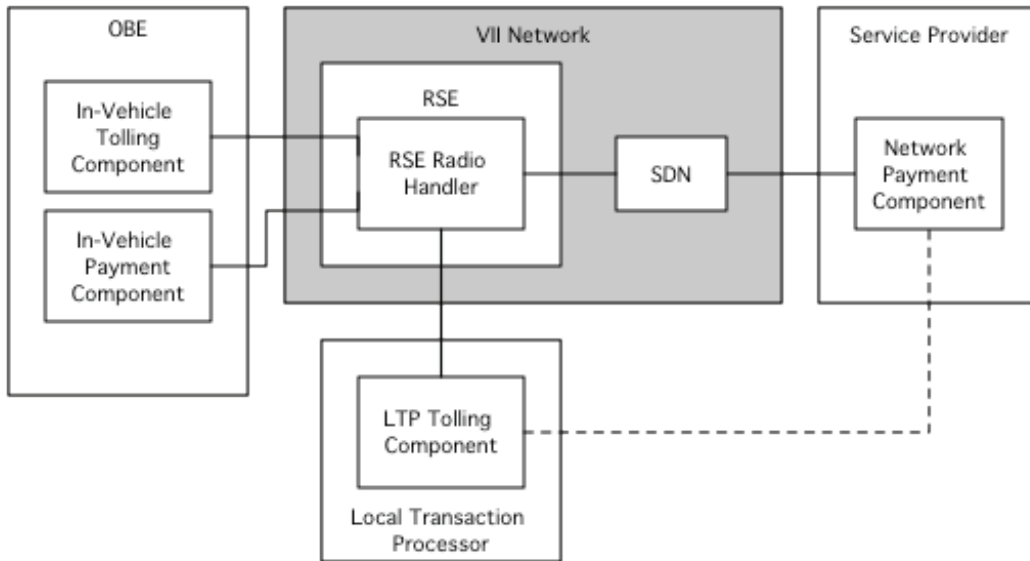 OBE
In-Vehicle
Tolling
Component
In-Vehicle
Payment
Component
VII Network
RSE
RSE Radio
Handler
SDN
Service Provider
Network
Payment
Component
LTP Tolling
Component
Local Transaction
Processor